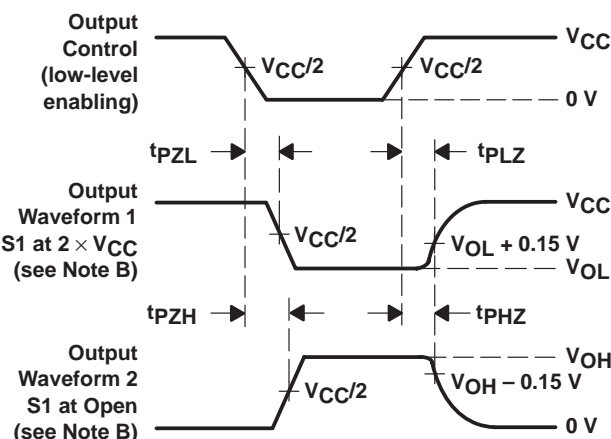 Output
Control
(low-level
enabling)
VCC/2
VCC/2
VCC
0 V
tPZL
tPLZ
Output
Waveform 1
S1 at 2 × VCC
(see Note B)
VCC/2
VCC
VOL + 0.15 V
VOL
tPZH
tPHZ
Output
Waveform 2
S1 at Open
(see Note B)
VCC/2
VOH
VOH − 0.15 V
0 V